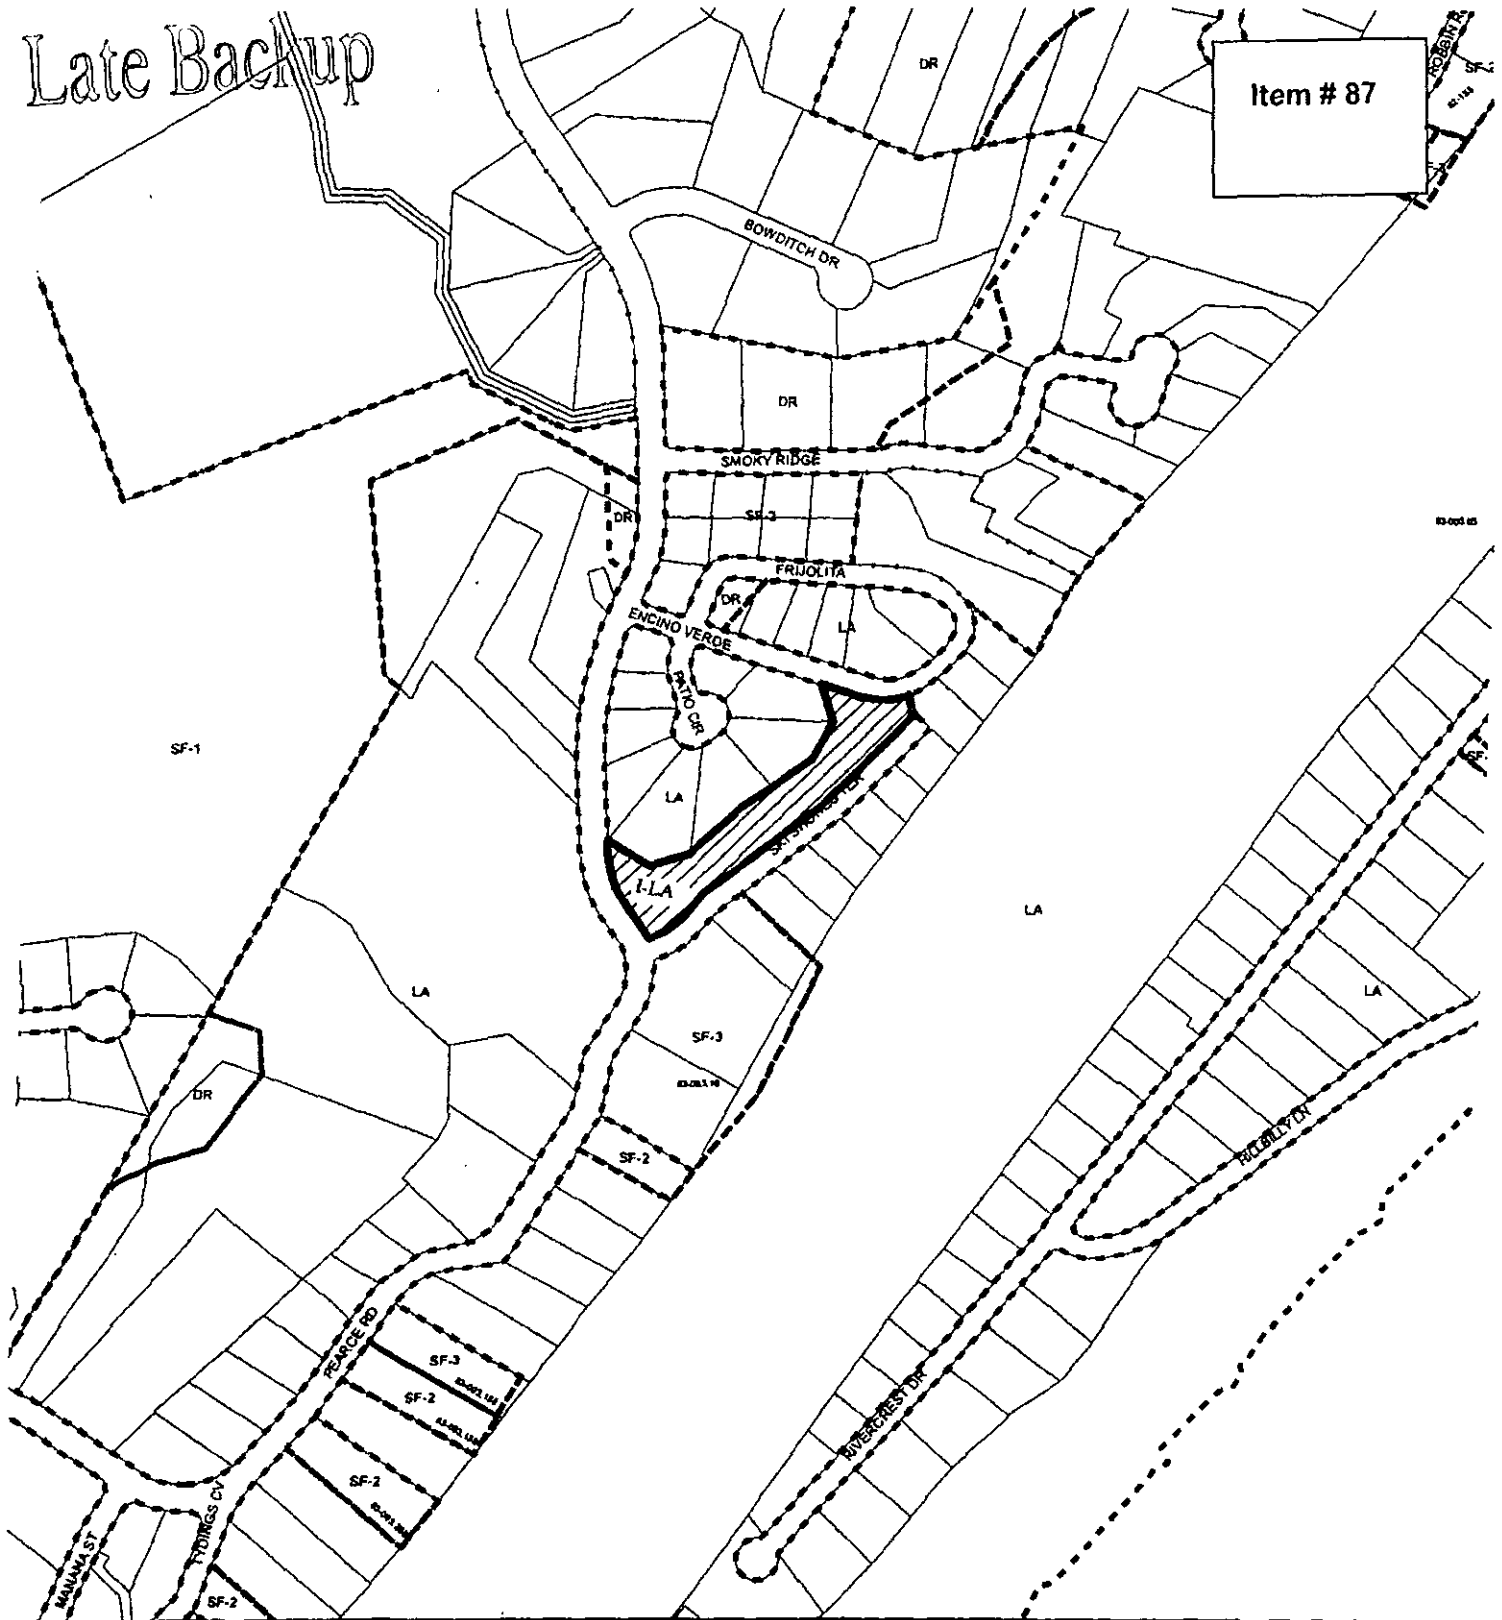 Late Backup
Item # 87
DR
BOWDITCH DR
DR
SMOKY RIDGE
DR
FRIJOLITA
DR
ENCINO VERDE
LA
PATIO CIR
SF-1
LA
I-LA
LA
LA
LA
SF-3
DR
SF-2
HILLBILLY LN
PEARCE RD
SF-3
SF-2
RIVERCREST DR
SF-2
TYDINGS CV
MANANA ST
SF-2